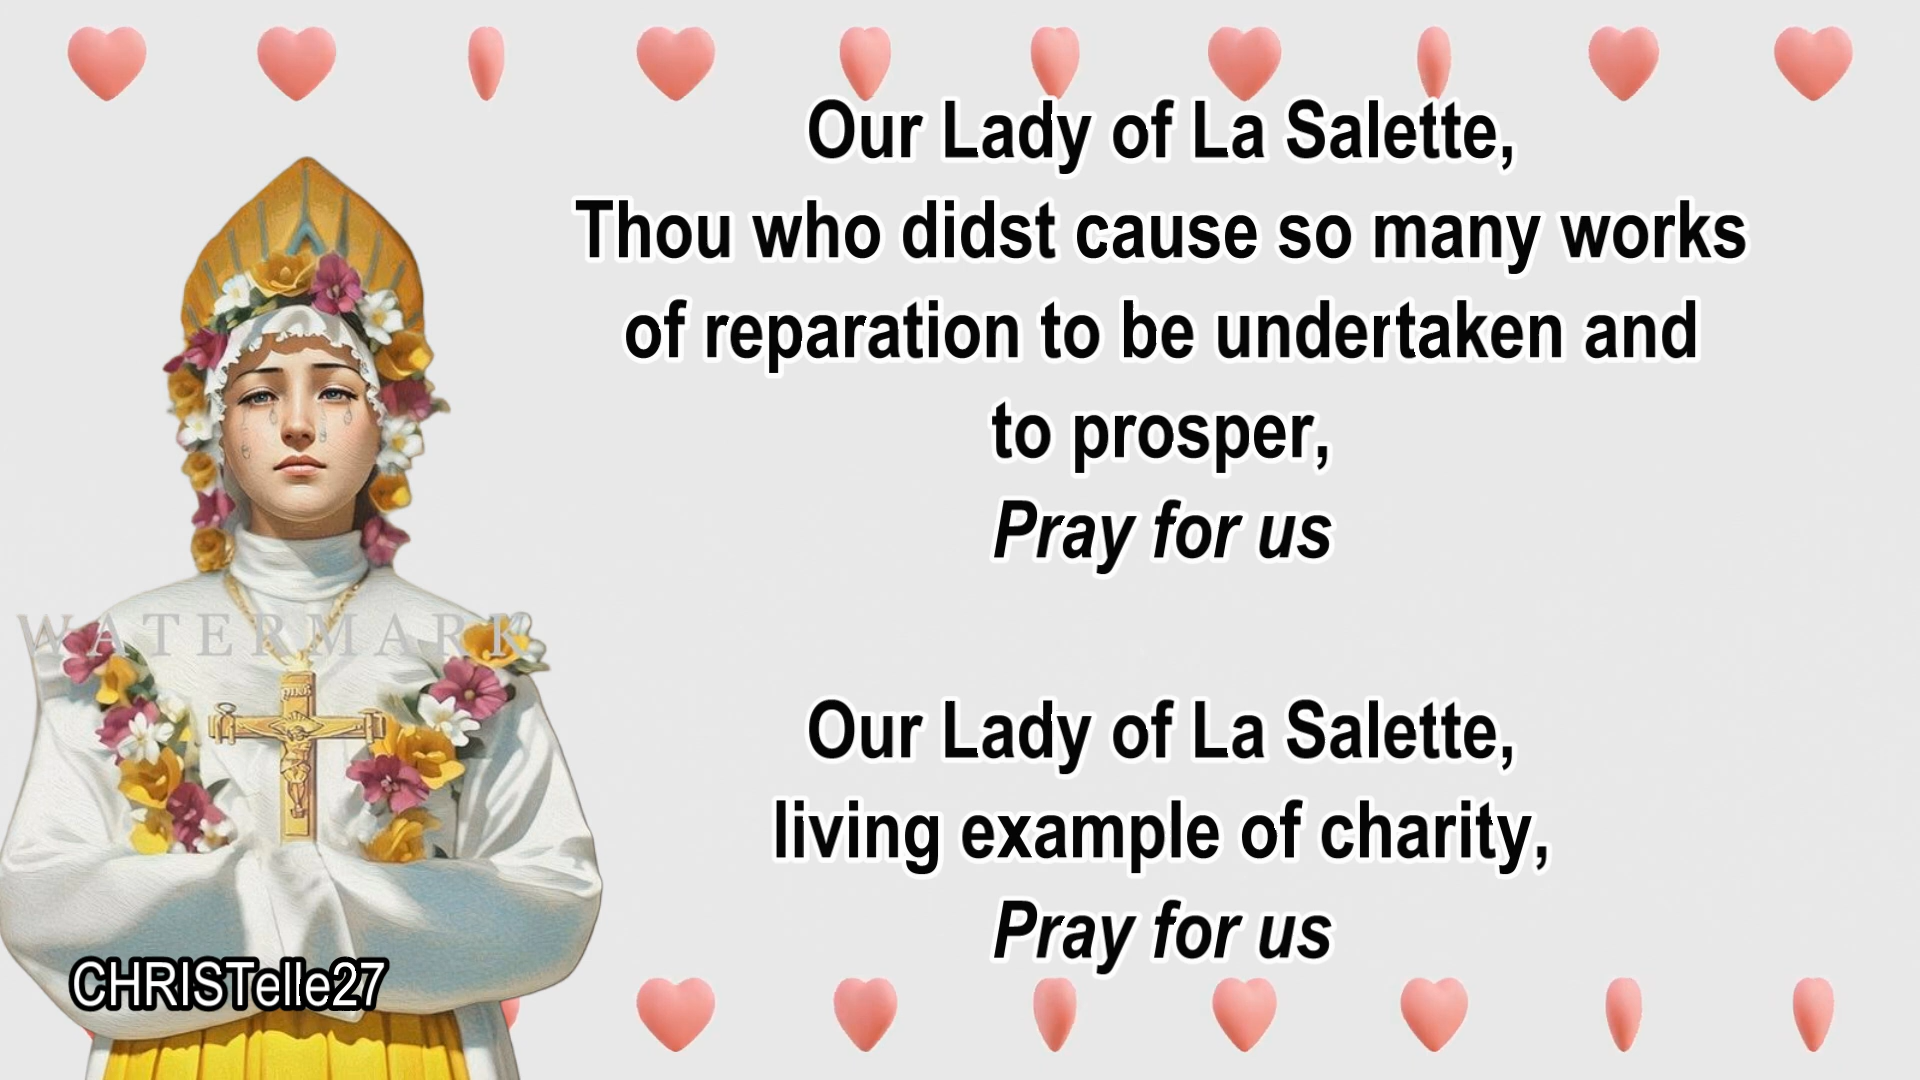 Our Lady of La Salette,
Thou who didst cause so many works
of reparation to be undertaken and
to prosper,
Pray for us
Our Lady of La Salette,
living example of charity,
Pray for us
WATERMARK
CHRISTelle27